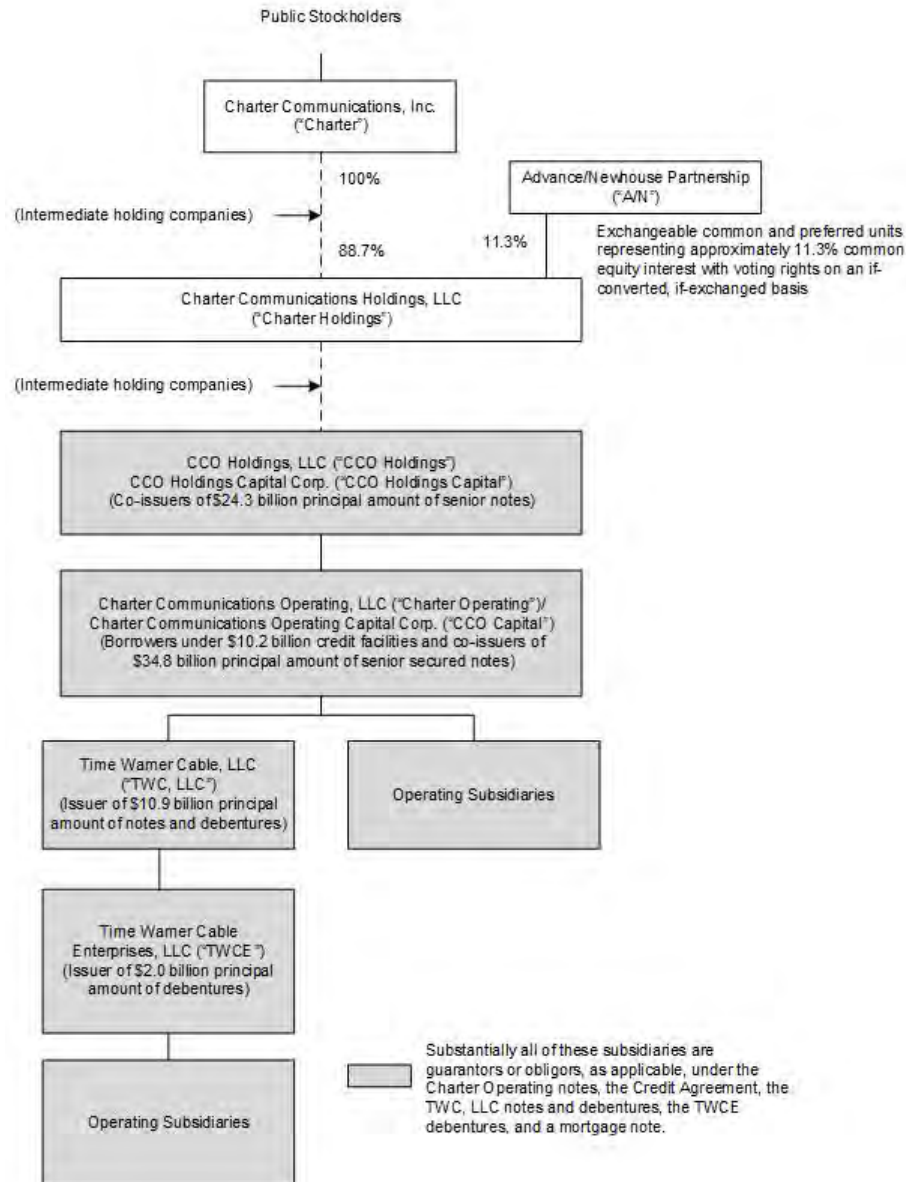 Public Stockholders
Charter Communications, Inc.
("Charter")
100%
Advance/Newhouse Partnership
("A/N")
(Intermediate holding companies)
88.7%
11.3%
Exchangeable common and preferred units
representing approximately 11.3% common
equity interest with voting rights on an if-
converted, if-exchanged basis
Charter Communications Holdings, LLC
("Charter Holdings")
(Intermediate holding companies)
CCO Holdings, LLC ("CCO Holdings")
CCO Holdings Capital Corp. ("CCO Holdings Capital")
(Co-issuers of $24.3 billion principal amount of senior notes)
Charter Communications Operating, LLC ("Charter Operating")/
Charter Communications Operating Capital Corp. ("CCO Capital")
(Borrowers under $10.2 billion credit facilities and co-issuers of
$34.8 billion principal amount of senior secured notes)
Time Warner Cable, LLC
("TWC, LLC")
(Issuer of $10.9 billion principal
amount of notes and debentures)
Operating Subsidiaries
Time Warner Cable
Enterprises, LLC ("TWCE")
(Issuer of $2.0 billion principal
amount of debentures)
Operating Subsidiaries
Substantially all of these subsidiaries are
guarantors or obligors, as applicable, under the
Charter Operating notes, the Credit Agreement, the
TWC, LLC notes and debentures, the TWCE
debentures, and a mortgage note.